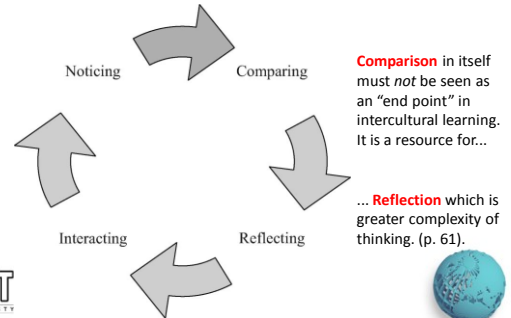 Noticing
Comparing
Comparison in itself
must not be seen as
an “end point” in
intercultural learning.
It is a resource for...
... Reflection which is
greater complexity of
thinking. (p. 61).
Interacting
Reflecting